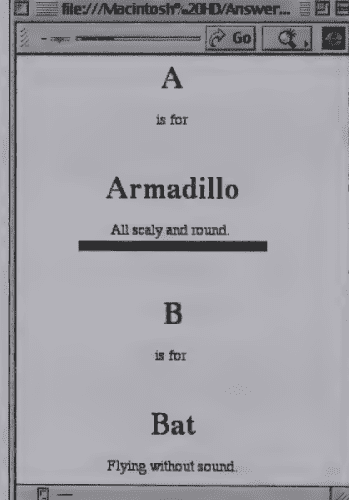 file:///Macintosh%20HD/Answer...
Go
A
is for
Armadillo
All scaly and round.
B
is for
Bat
Flying without sound.